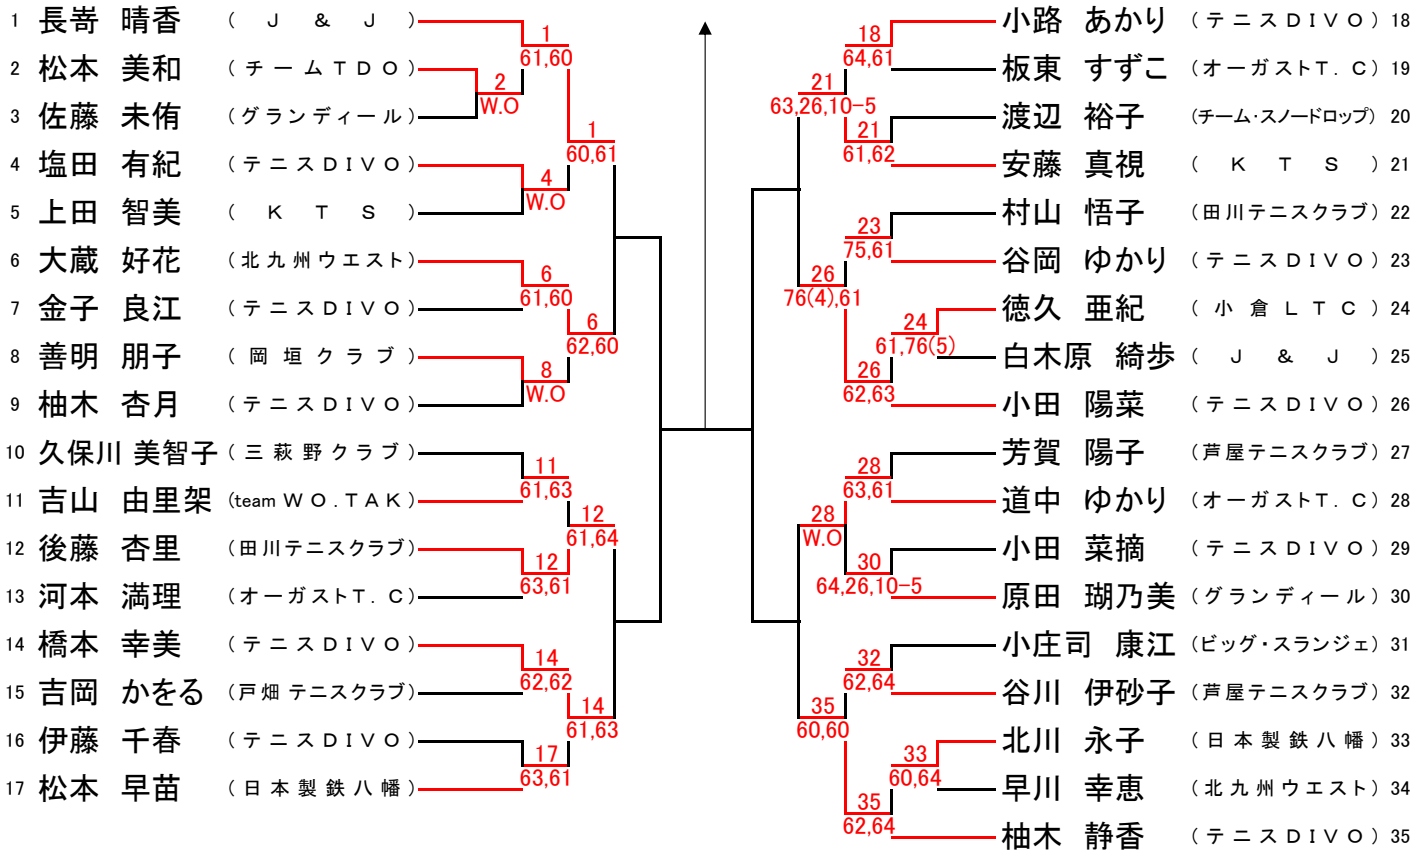 1 長嵜 晴香 (J&J)
2 松本 美和 (チームTDO)
3 佐藤 未侑 (グランディール)
4 塩田 有紀 (テニスDIVO)
5 上田 智美 (KTS)
6 大蔵 好花 (北九州ウエスト)
7 金子 良江 (テニスDIVO)
8 善明 朋子 (岡垣クラブ)
9 柚木 杏月 (テニスDIVO)
10 久保川 美智子 (三萩野クラブ)
11 吉山 由里架 (team WO.TAK)
12 後藤 杏里 (田川テニスクラブ)
13 河本 満理 (オーガストT.C)
14 橋本 幸美 (テニスDIVO)
15 吉岡 かをる (戸畑テニスクラブ)
16 伊藤 千春 (テニスDIVO)
17 松本 早苗 (日本製鉄八幡)
2
W.O
1
61,60
4
W.O
6
61,60
8
W.O
11
61,63
12
63,61
14
62,62
17
63,61
1
60,61
6
62,60
12
61,64
14
61,63
21
63,26,10-5
26
76(4),61
28
W.O
35
60,60
18
64,61
21
61,62
23
75,61
26
62,63
28
63,61
30
64,26,10-5
32
62,64
35
62,64
24
61,76(5)
33
60,64
小路 あかり (テニスDIVO) 18
板東 すずこ (オーガストT.C) 19
渡辺 裕子 (チーム・スノードロップ) 20
安藤 真視 (KTS) 21
村山 悟子 (田川テニスクラブ) 22
谷岡 ゆかり (テニスDIVO) 23
徳久 亜紀 (小倉LTC) 24
白木原 綺歩 (J&J) 25
小田 陽菜 (テニスDIVO) 26
芳賀 陽子 (芦屋テニスクラブ) 27
道中 ゆかり (オーガストT.C) 28
小田 菜摘 (テニスDIVO) 29
原田 瑚乃美 (グランディール) 30
小庄司 康江 (ビッグ・スランジェ) 31
谷川 伊砂子 (芦屋テニスクラブ) 32
北川 永子 (日本製鉄八幡) 33
早川 幸恵 (北九州ウエスト) 34
柚木 静香 (テニスDIVO) 35